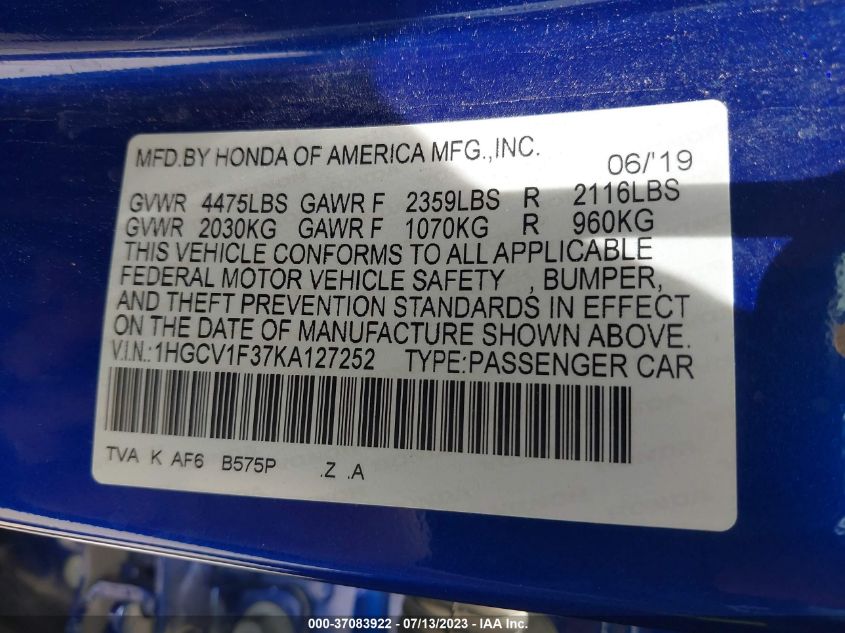 MFD.BY HONDA OF AMERICA MFG.,INC. 06/'19
GVWR 4475LBS GAWR F 2359LBS R 2116LBS
GVWR 2030KG GAWR F 1070KG R 960KG
THIS VEHICLE CONFORMS TO ALL APPLICABLE
FEDERAL MOTOR VEHICLE SAFETY , BUMPER,
AND THEFT PREVENTION STANDARDS IN EFFECT
ON THE DATE OF MANUFACTURE SHOWN ABOVE.
V.I.N.:1HGCV1F37KA127252 TYPE:PASSENGER CAR
TVA K AF6 B575P .Z .A
000-37083922 - 07/13/2023 - IAA Inc.